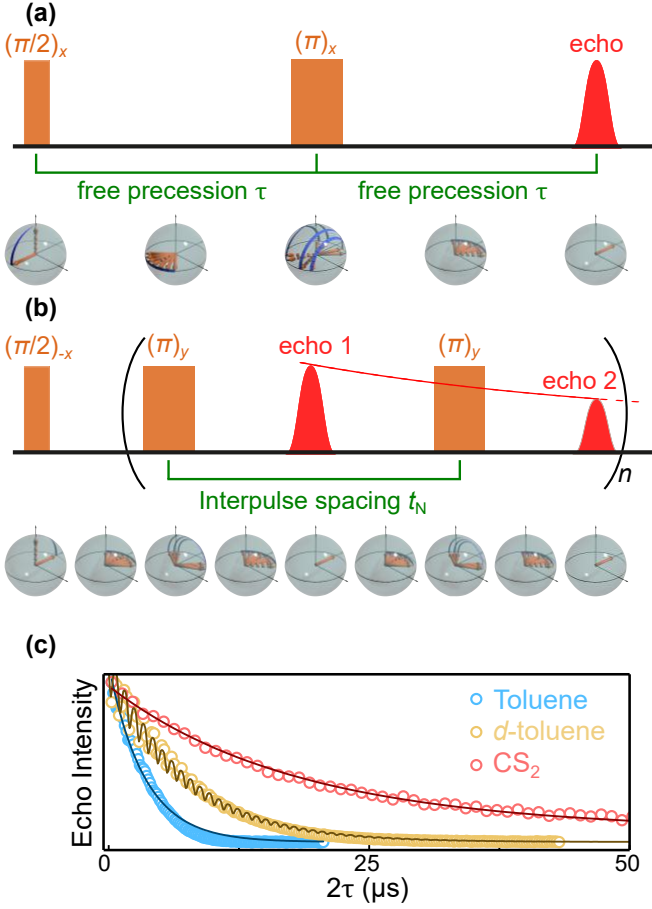 (a)
(π/2)x (π)x echo
free precession τ free precession τ
(b)
(π/2)-x (π)y echo 1 (π)y echo 2
n
Interpulse spacing tN
(c)
Echo Intensity
Toluene
d-toluene
CS2
0 25 50
2τ (μs)